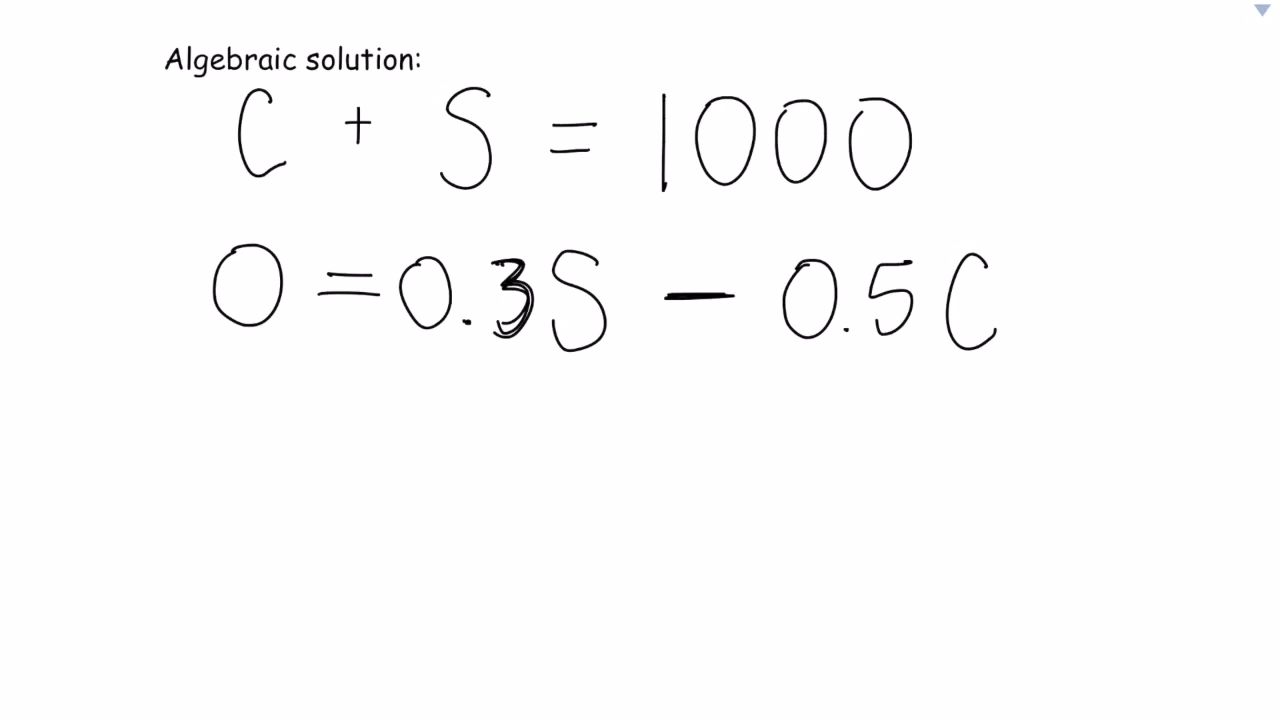 Algebraic solution:
C + S = 1000
0 = 0.3S - 0.5C